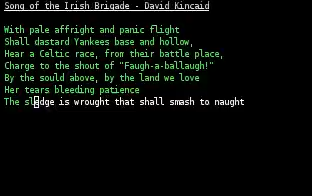 Song of the Irish Brigade - David Kincaid
With pale affright and panic flight
Shall dastard Yankees base and hollow,
Hear a Celtic race, from their battle place,
Charge to the shout of "Faugh-a-ballaugh!"
By the sould above, by the land we love
Her tears bleeding patience
The sledge is wrought that shall smash to naught